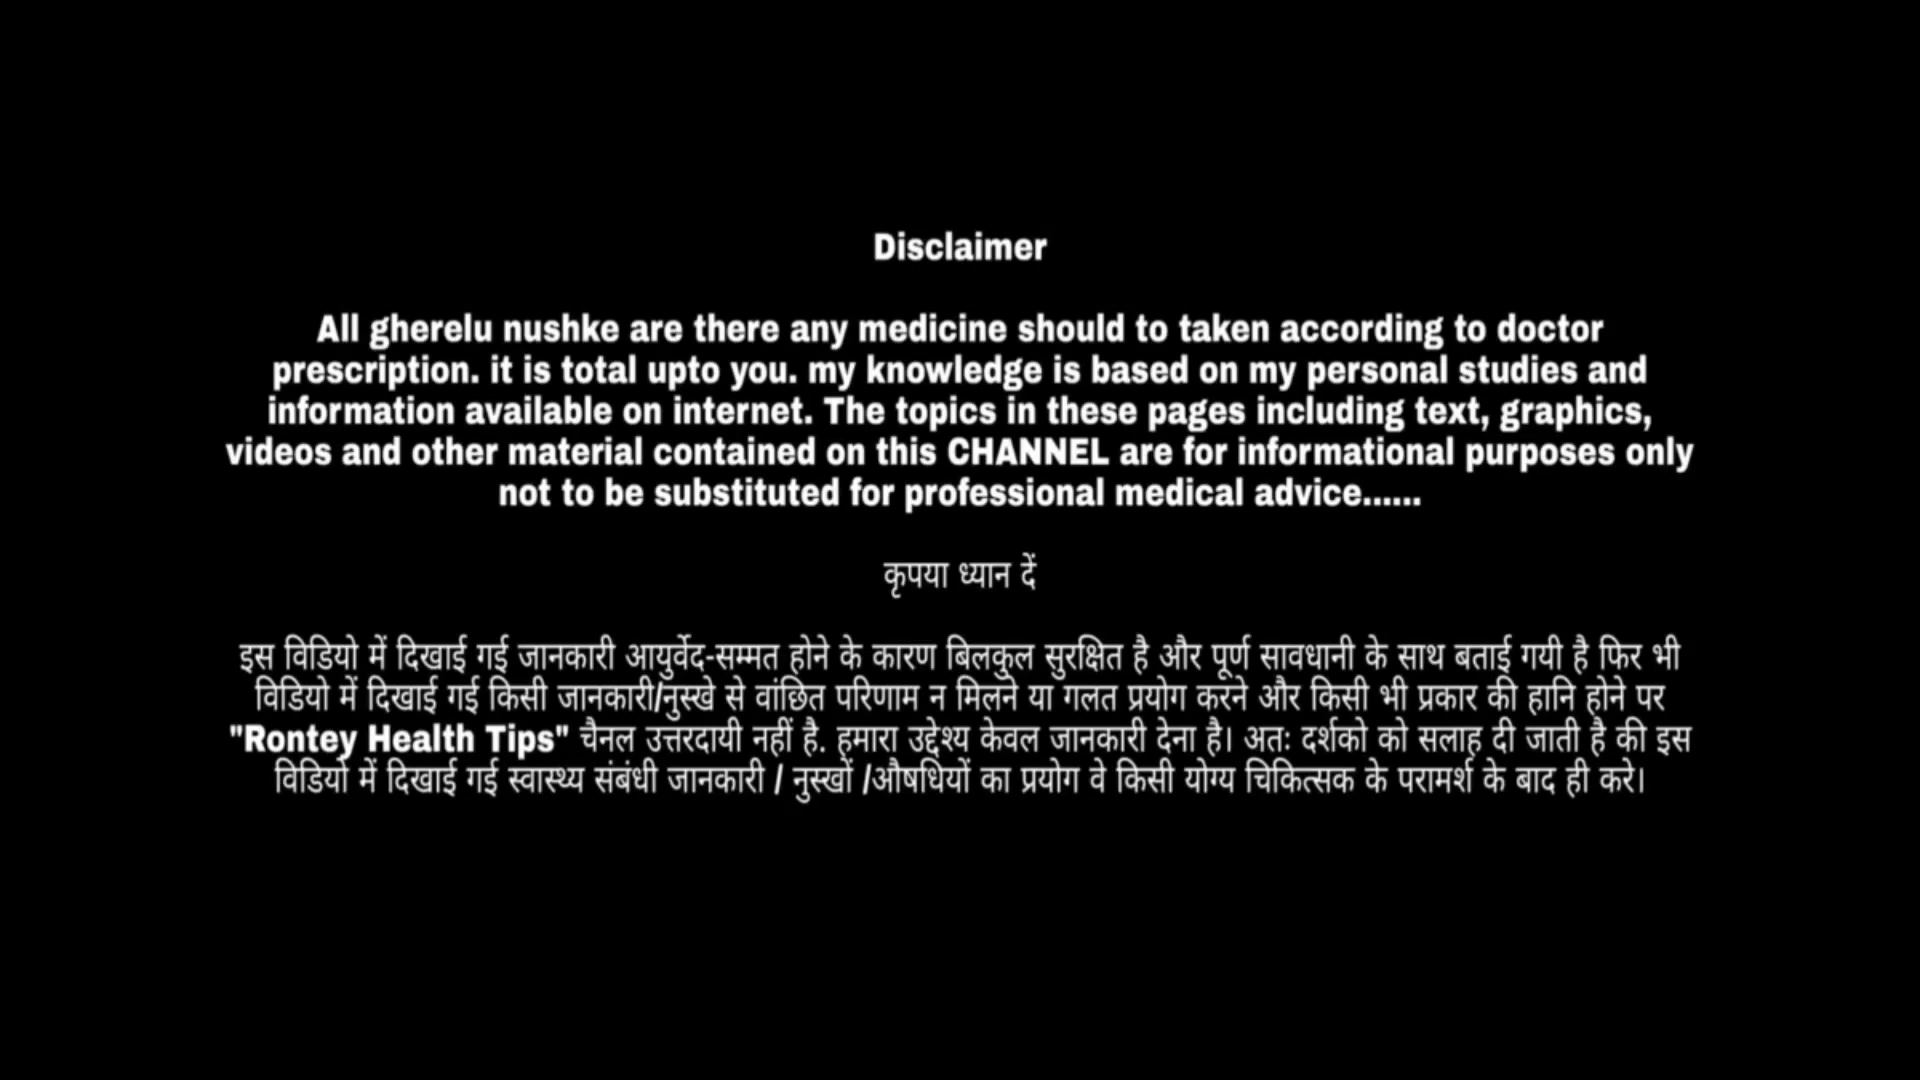 Disclaimer
All gherelu nushke are there any medicine should to taken according to doctor
prescription. it is total upto you. my knowledge is based on my personal studies and
information available on internet. The topics in these pages including text, graphics,
videos and other material contained on this CHANNEL are for informational purposes only
not to be substituted for professional medical advice......
कृपया ध्यान दें
इस विडियो में दिखाई गई जानकारी आयुर्वेद-सम्मत होने के कारण बिलकुल सुरक्षित है और पूर्ण सावधानी के साथ बताई गयी है फिर भी
विडियो में दिखाई गई किसी जानकारी/नुस्खे से वांछित परिणाम न मिलने या गलत प्रयोग करने और किसी भी प्रकार की हानि होने पर
"Rontey Health Tips" चैनल उत्तरदायी नहीं है. हमारा उद्देश्य केवल जानकारी देना है। अतः दर्शको को सलाह दी जाती है की इस
विडियो में दिखाई गई स्वास्थ्य संबंधी जानकारी / नुस्खों /औषधियों का प्रयोग वे किसी योग्य चिकित्सक के परामर्श के बाद ही करे।